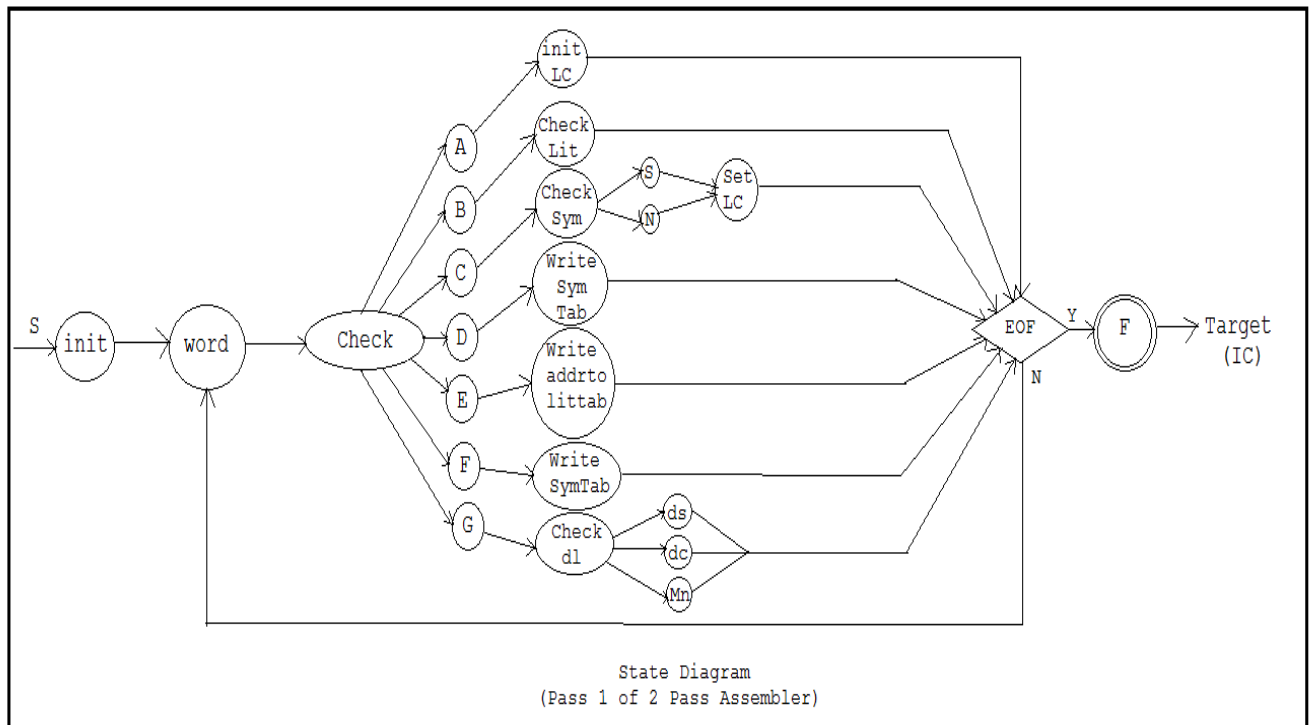 init
LC
A
Check
Lit
B
Check
Sym
S
N
Set
LC
C
Write
Sym
Tab
S
init
word
Check
D
EOF
Y
F
Target
(IC)
N
Write
addrto
littab
E
F
Write
SymTab
G
Check
dl
ds
dc
Mn
State Diagram
(Pass 1 of 2 Pass Assembler)